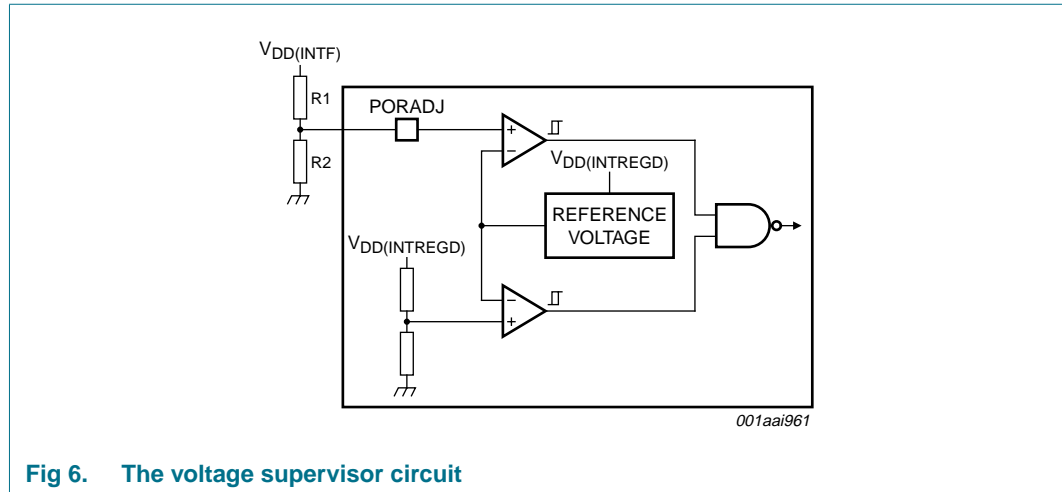 VDD(INTF)
R1
PORADJ
+
−
R2
VDD(INTREGD)
REFERENCE
VOLTAGE
VDD(INTREGD)
−
+
001aai961
Fig 6. The voltage supervisor circuit